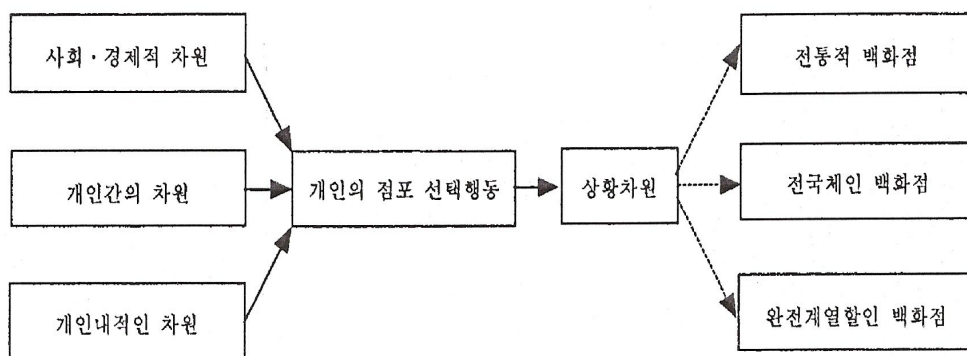 사회·경제적 차원
전통적 백화점
개인간의 차원
개인의 점포 선택행동
상황차원
전국체인 백화점
개인내적인 차원
완전계열할인 백화점